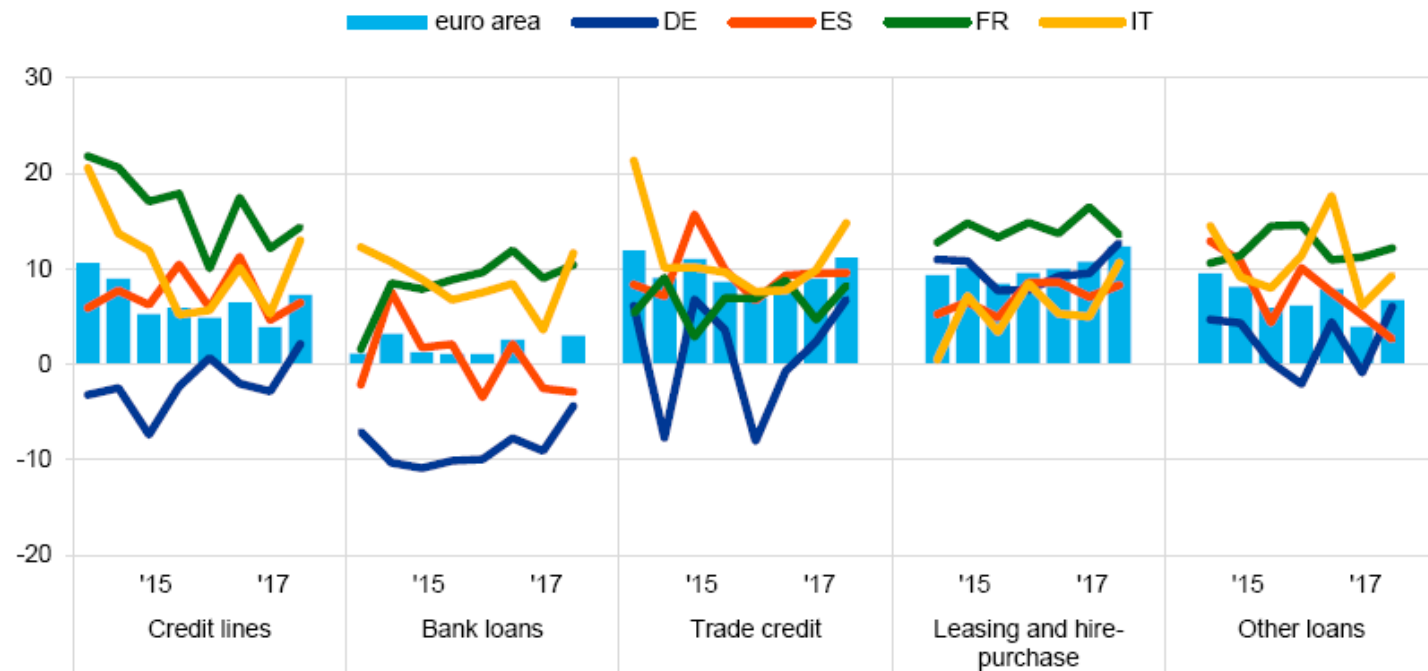 euro area DE ES FR IT
30
20
10
0
-10
-20
'15 '17 '15 '17 '15 '17 '15 '17 '15 '17
Credit lines Bank loans Trade credit Leasing and hire- Other loans
purchase